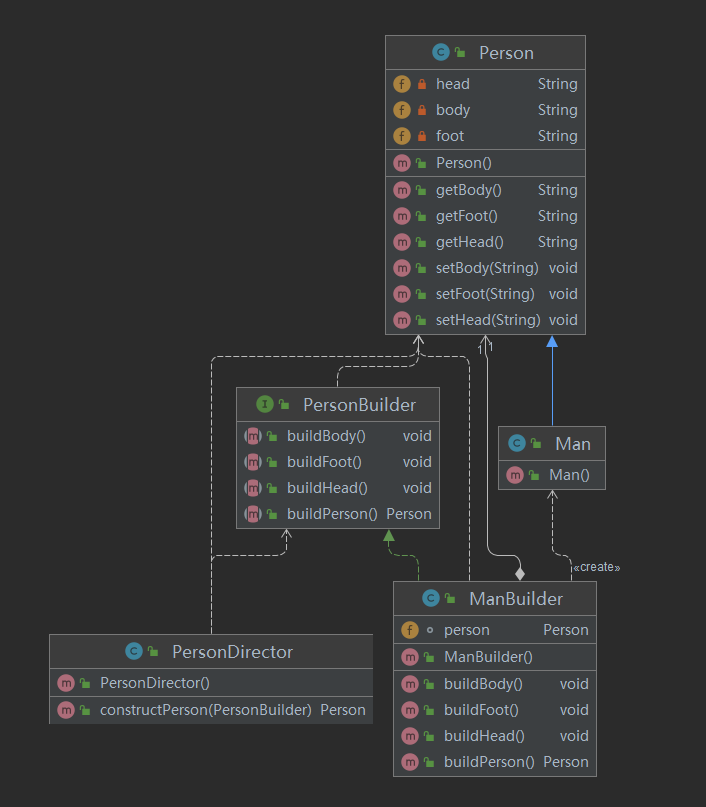 Person
head String
body String
foot String
Person()
getBody() String
getFoot() String
getHead() String
setBody(String) void
setFoot(String) void
setHead(String) void
1 1
PersonBuilder
buildBody() void
buildFoot() void
buildHead() void
buildPerson() Person
Man
Man()
«create»
ManBuilder
person Person
ManBuilder()
buildBody() void
buildFoot() void
buildHead() void
buildPerson() Person
PersonDirector
PersonDirector()
constructPerson(PersonBuilder) Person